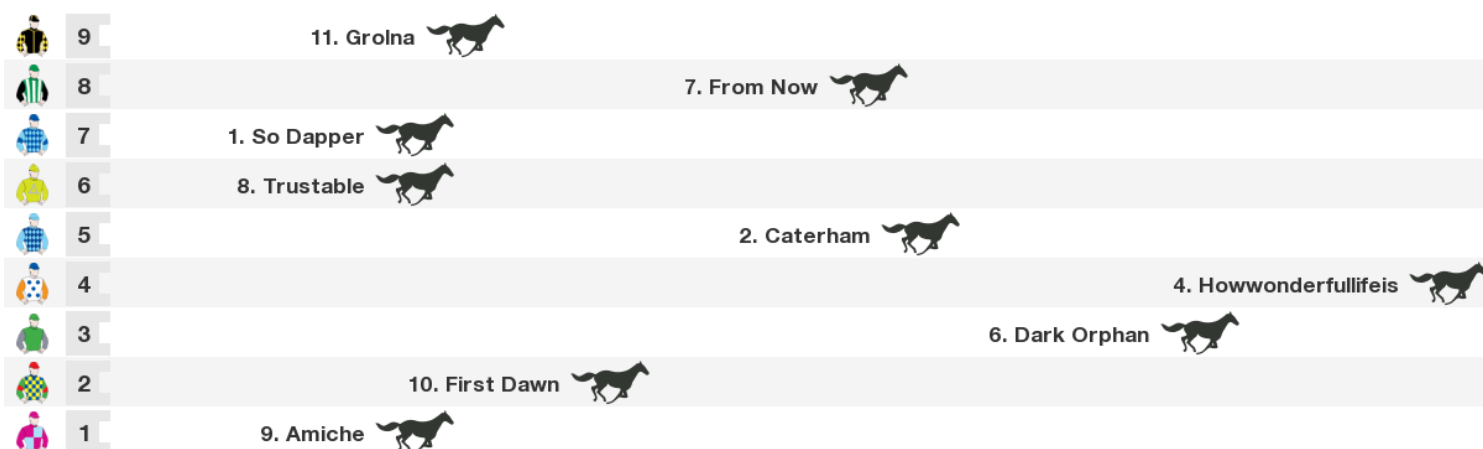 9 11. Grolna
8 7. From Now
7 1. So Dapper
6 8. Trustable
5 2. Caterham
4 4. Howwonderfullifeis
3 6. Dark Orphan
2 10. First Dawn
1 9. Amiche